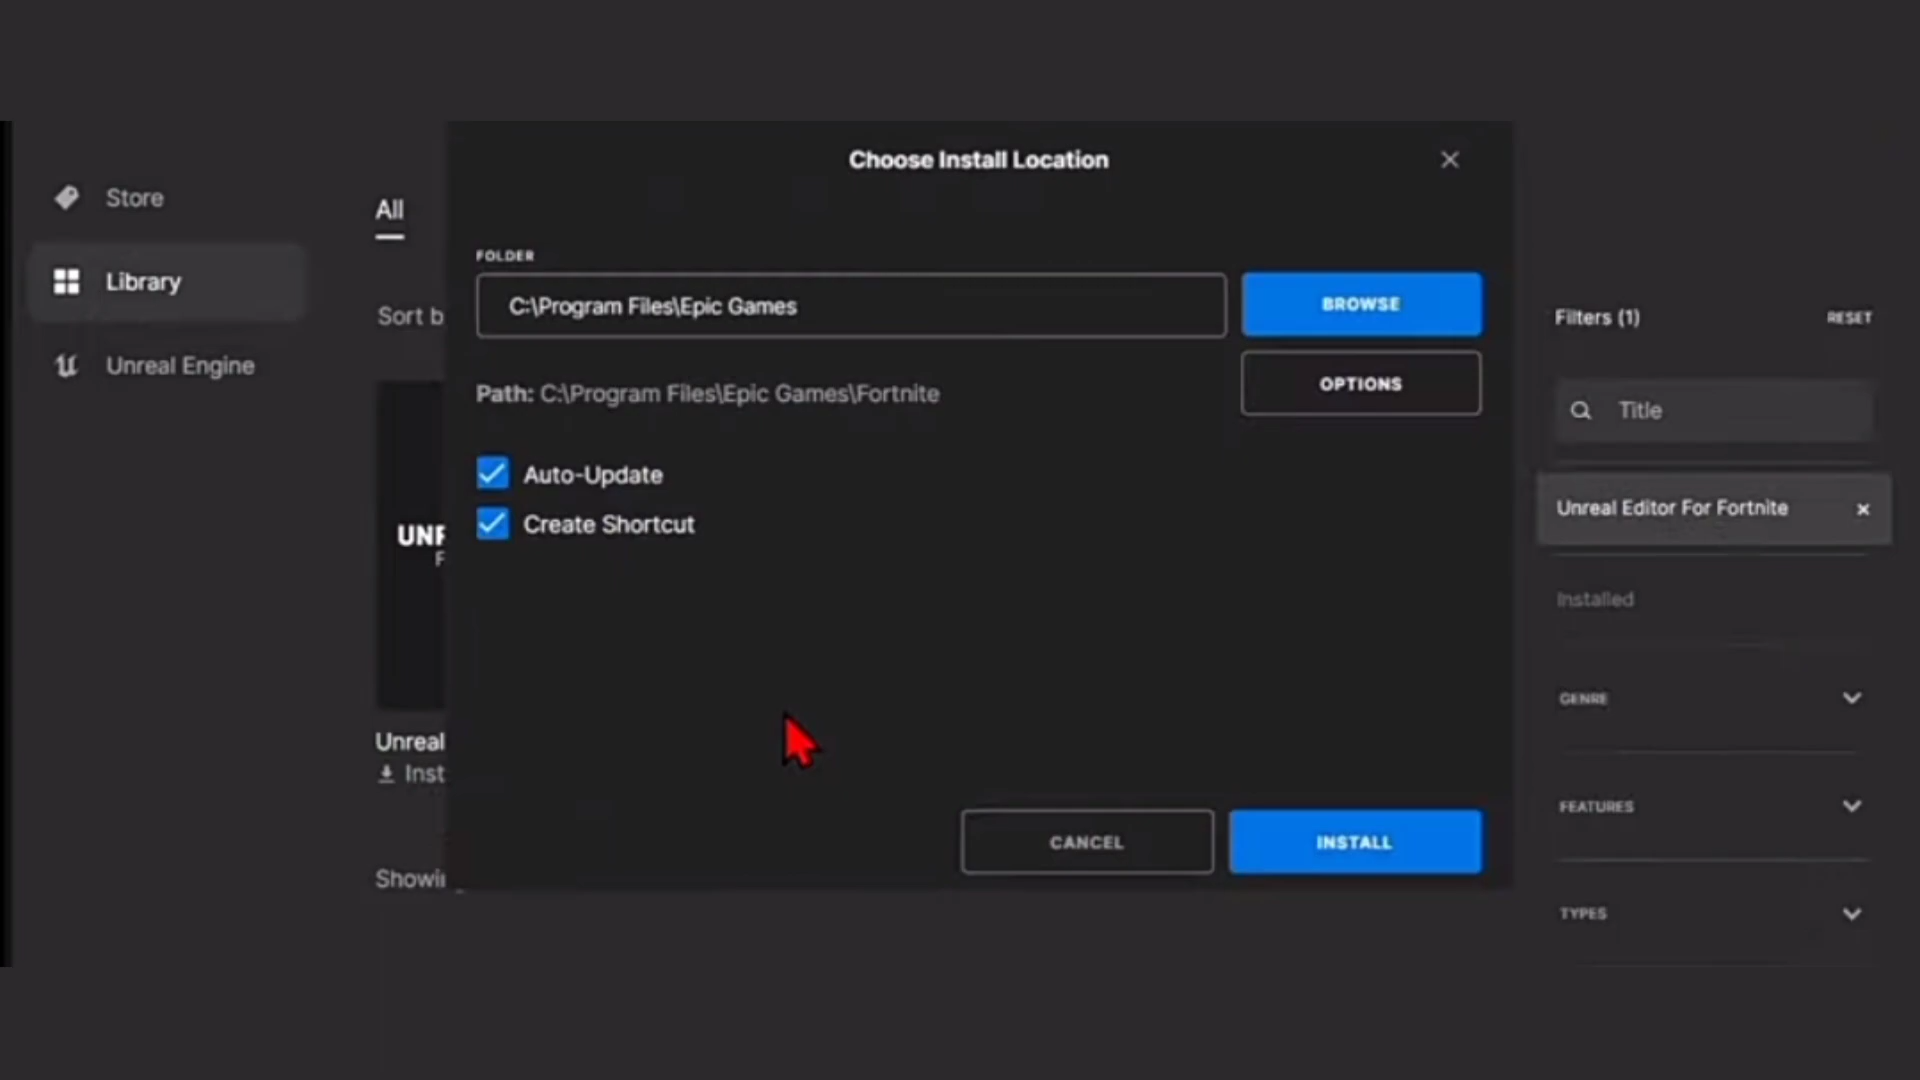 Store
Library
Unreal Engine
All
Sort b
UNR
F
Unreal
Inst
Showi
Choose Install Location
FOLDER
C:\Program Files\Epic Games
BROWSE
Path: C:\Program Files\Epic Games\Fortnite
OPTIONS
Auto-Update
Create Shortcut
CANCEL
INSTALL
Filters (1)
RESET
Title
Unreal Editor For Fortnite
Installed
GENRE
FEATURES
TYPES